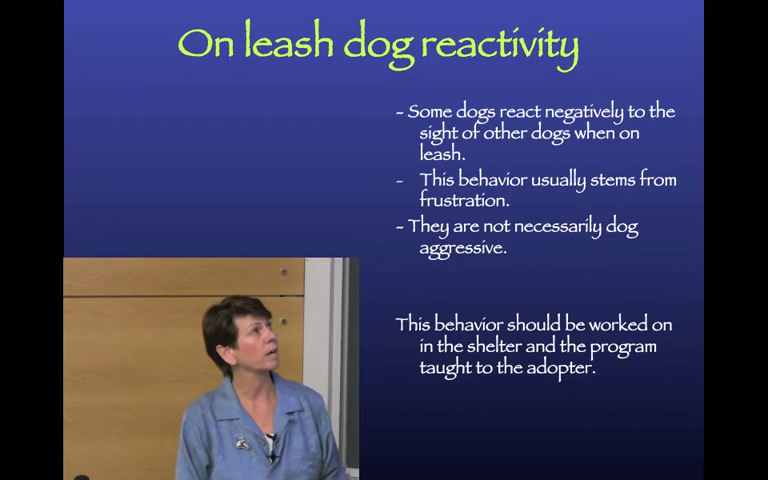 On leash dog reactivity
- Some dogs react negatively to the
sight of other dogs when on
leash.
- This behavior usually stems from
frustration.
- They are not necessarily dog
aggressive.
This behavior should be worked on
in the shelter and the program
taught to the adopter.